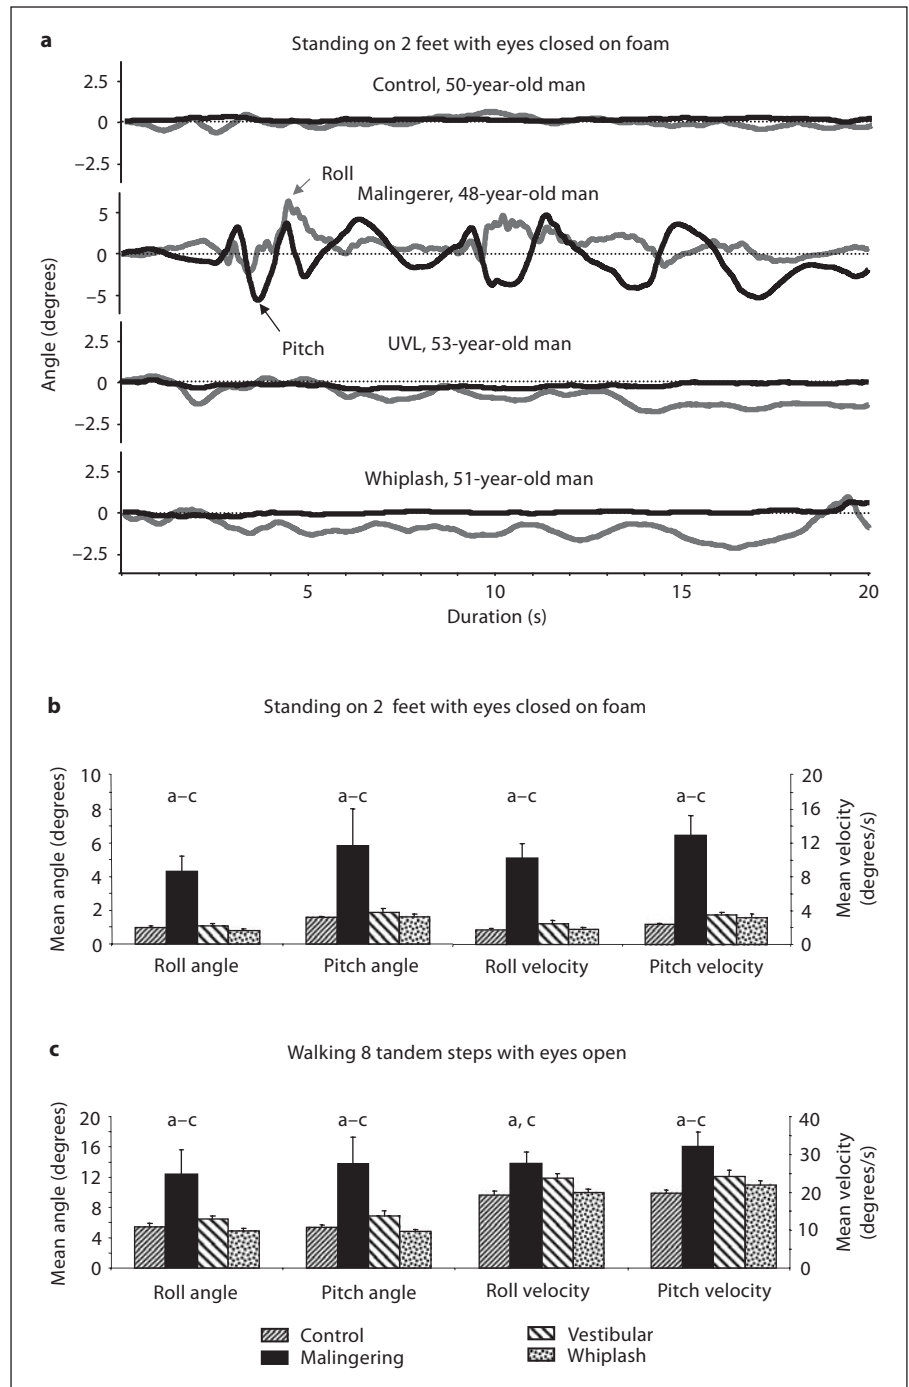 a
Standing on 2 feet with eyes closed on foam
Control, 50-year-old man
2.5
0
−2.5
Roll
Malingerer, 48-year-old man
5
0
−5
Pitch
UVL, 53-year-old man
2.5
0
−2.5
Whiplash, 51-year-old man
2.5
0
−2.5
Angle (degrees)
5 10 15 20
Duration (s)
b
Standing on 2 feet with eyes closed on foam
Mean angle (degrees)
10
8
6
4
2
0
a–c a–c a–c a–c
20
16
12
8
4
0
Mean velocity
(degrees/s)
Roll angle Pitch angle Roll velocity Pitch velocity
c
Walking 8 tandem steps with eyes open
Mean angle (degrees)
20
16
12
8
4
0
a–c a–c a, c a–c
40
30
20
10
0
Mean velocity
(degrees/s)
Roll angle Pitch angle Roll velocity Pitch velocity
Control Vestibular
Malingering Whiplash